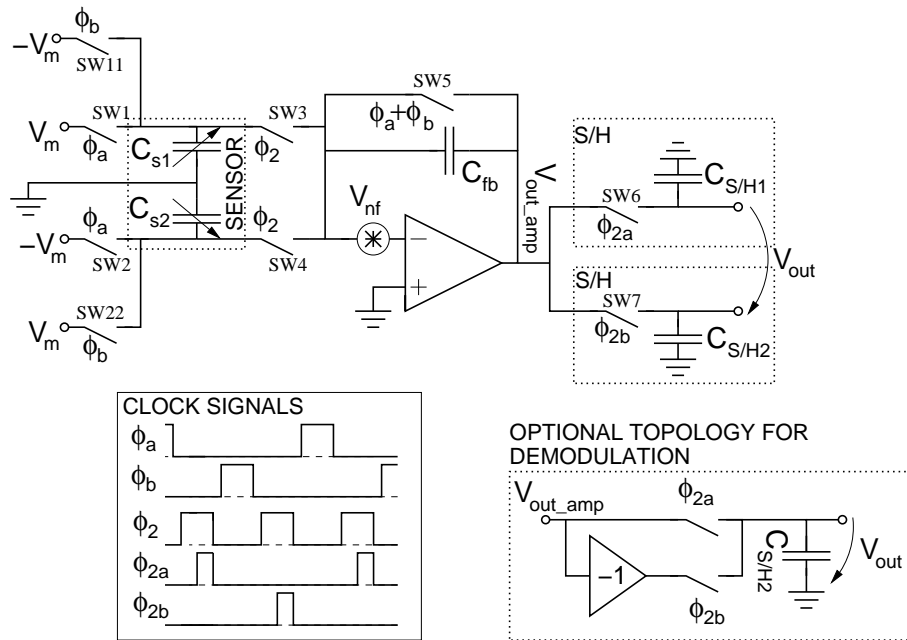 ϕb
−Vm
SW11
Vm
SW1
ϕa
Cs1
SENSOR
SW3
ϕ2
SW5
ϕa+ϕb
Cfb
Vout_amp
S/H
CS/H1
SW6
ϕ2a
ϕa
−Vm
SW2
Cs2
ϕ2
SW4
Vnf
−
+
Vout
S/H
SW7
ϕ2b
CS/H2
Vm
SW22
ϕb
CLOCK SIGNALS
ϕa
ϕb
ϕ2
ϕ2a
ϕ2b
OPTIONAL TOPOLOGY FOR
DEMODULATION
Vout_amp
ϕ2a
−1
ϕ2b
CS/H2
Vout